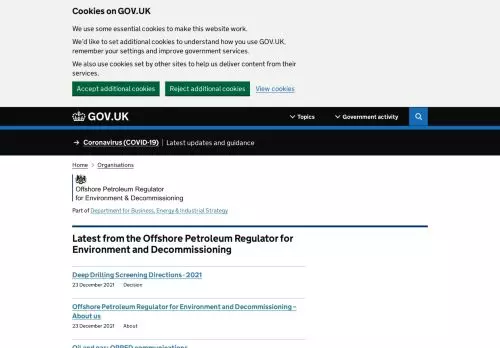 Cookies on GOV.UK
We use some essential cookies to make this website work.
We'd like to set additional cookies to understand how you use GOV.UK,
remember your settings and improve government services.
We also use cookies set by other sites to help us deliver content from their
services.
Accept additional cookies Reject additional cookies View cookies
GOV.UK Topics Government activity
→ Coronavirus (COVID-19) | Latest updates and guidance
Home > Organisations
Offshore Petroleum Regulator
for Environment & Decommissioning
Part of Department for Business, Energy & Industrial Strategy
Latest from the Offshore Petroleum Regulator for
Environment and Decommissioning
Deep Drilling Screening Directions - 2021
23 December 2021 Decision
Offshore Petroleum Regulator for Environment and Decommissioning –
About us
23 December 2021 About
Oil and gas: OPRED communications